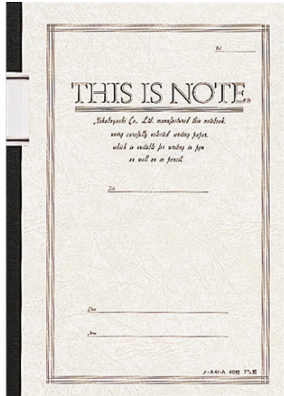 No.
THIS IS NOTE
Co., Ltd. manufactured this notebook,
using carefully selected writing paper,
which is suitable for writing in pen
as well as in pencil.